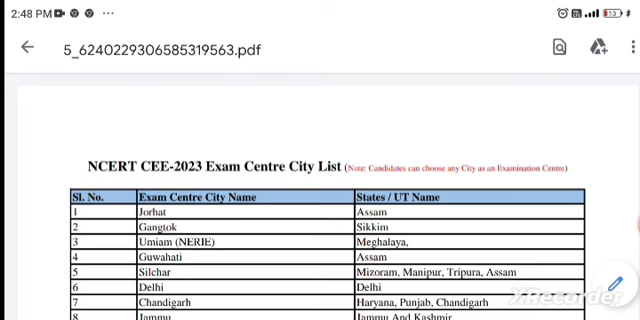 2:48 PM
13
5_6240229306585319563.pdf
NCERT CEE-2023 Exam Centre City List (Note: Candidates can choose any City as an Examination Centre)
Sl. No. Exam Centre City Name States / UT Name
1 Jorhat Assam
2 Gangtok Sikkim
3 Umiam (NERIE) Meghalaya,
4 Guwahati Assam
5 Silchar Mizoram, Manipur, Tripura, Assam
6 Delhi Delhi
7 Chandigarh Haryana, Punjab, Chandigarh
8 Jammu Jammu And Kashmir
XRecorder